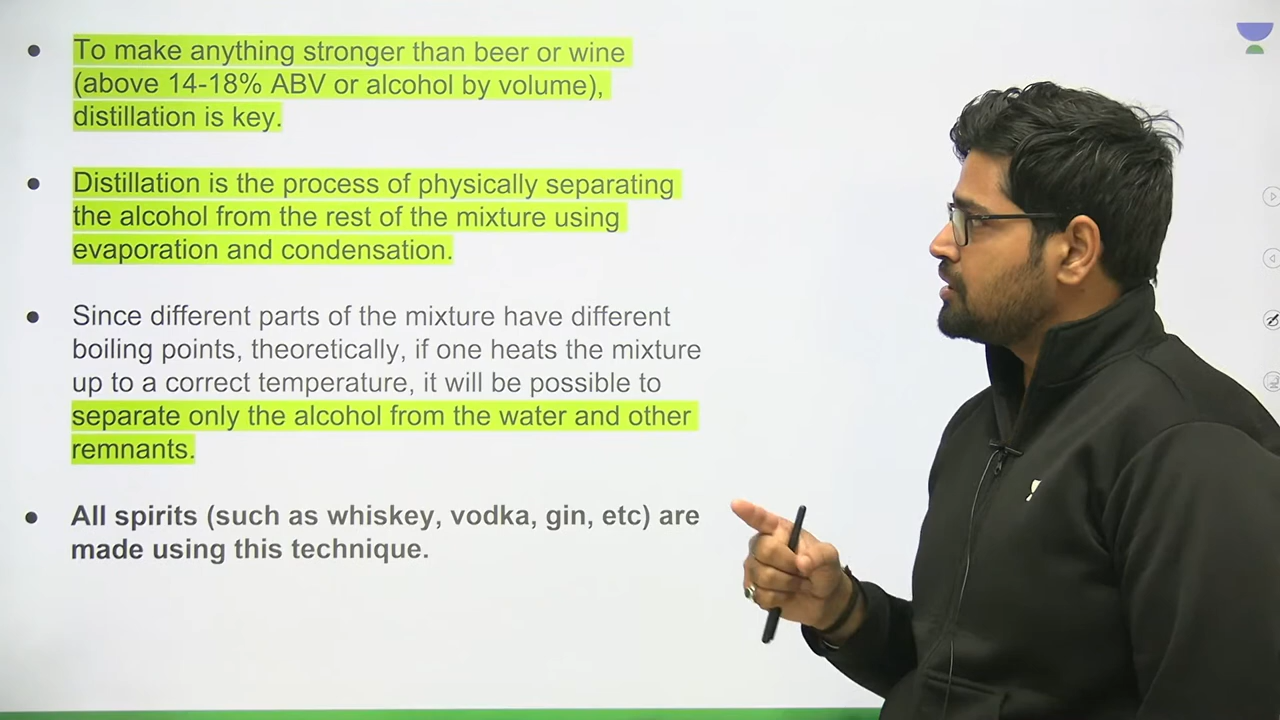 ● To make anything stronger than beer or wine
(above 14-18% ABV or alcohol by volume),
distillation is key.
● Distillation is the process of physically separating
the alcohol from the rest of the mixture using
evaporation and condensation.
● Since different parts of the mixture have different
boiling points, theoretically, if one heats the mixture
up to a correct temperature, it will be possible to
separate only the alcohol from the water and other
remnants.
● All spirits (such as whiskey, vodka, gin, etc) are
made using this technique.